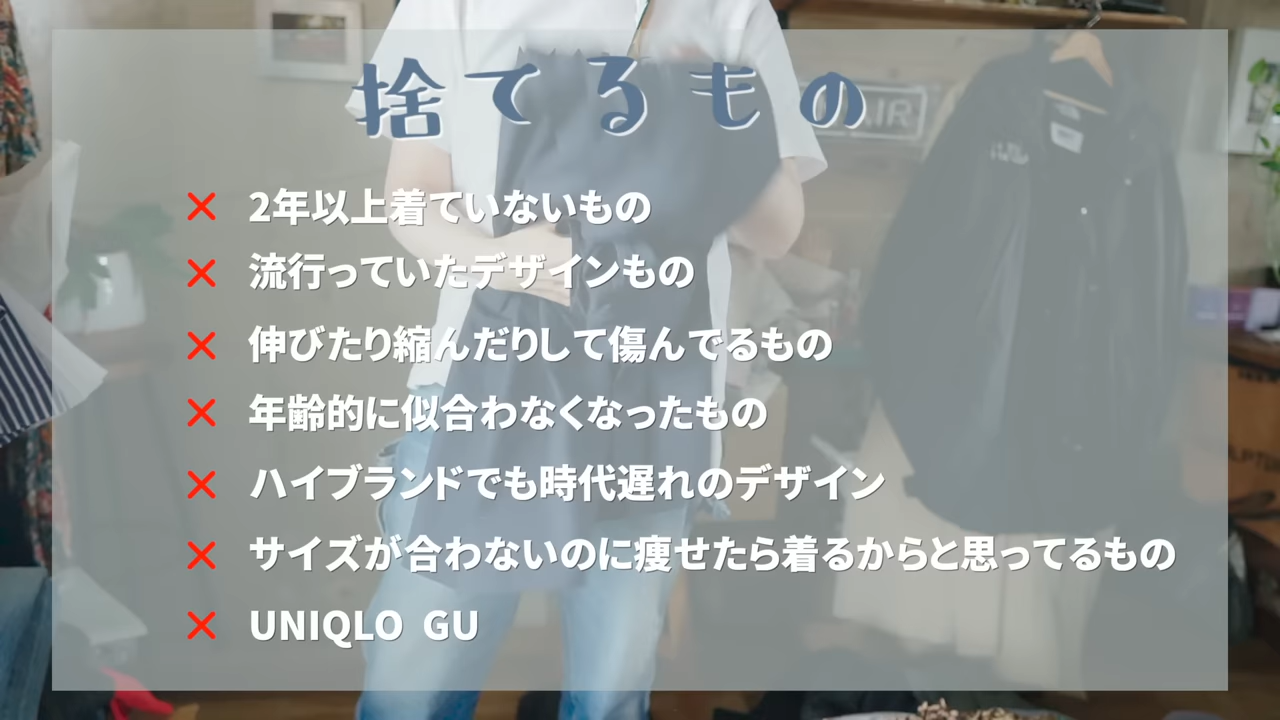 捨てるもの
❌ 2年以上着ていないもの
❌ 流行っていたデザインもの
❌ 伸びたり縮んだりして傷んでるもの
❌ 年齢的に似合わなくなったもの
❌ ハイブランドでも時代遅れのデザイン
❌ サイズが合わないのに痩せたら着るからと思ってるもの
❌ UNIQLO GU